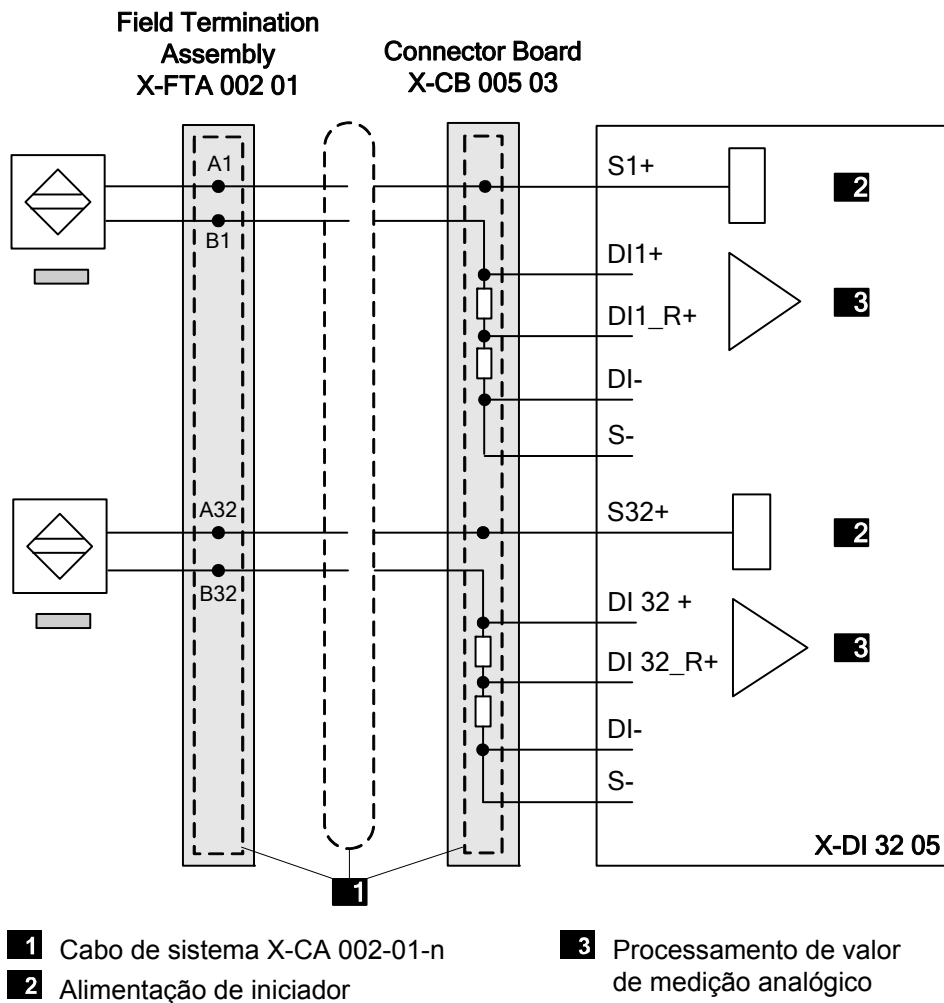 Field Termination
Assembly
X-FTA 002 01
Connector Board
X-CB 005 03
A1
B1
S1+
2
DI1+
DI1_R+
3
DI-
S-
A32
B32
S32+
2
DI 32 +
DI 32_R+
3
DI-
S-
X-DI 32 05
1
1 Cabo de sistema X-CA 002-01-n
2 Alimentação de iniciador
3 Processamento de valor
de medição analógico